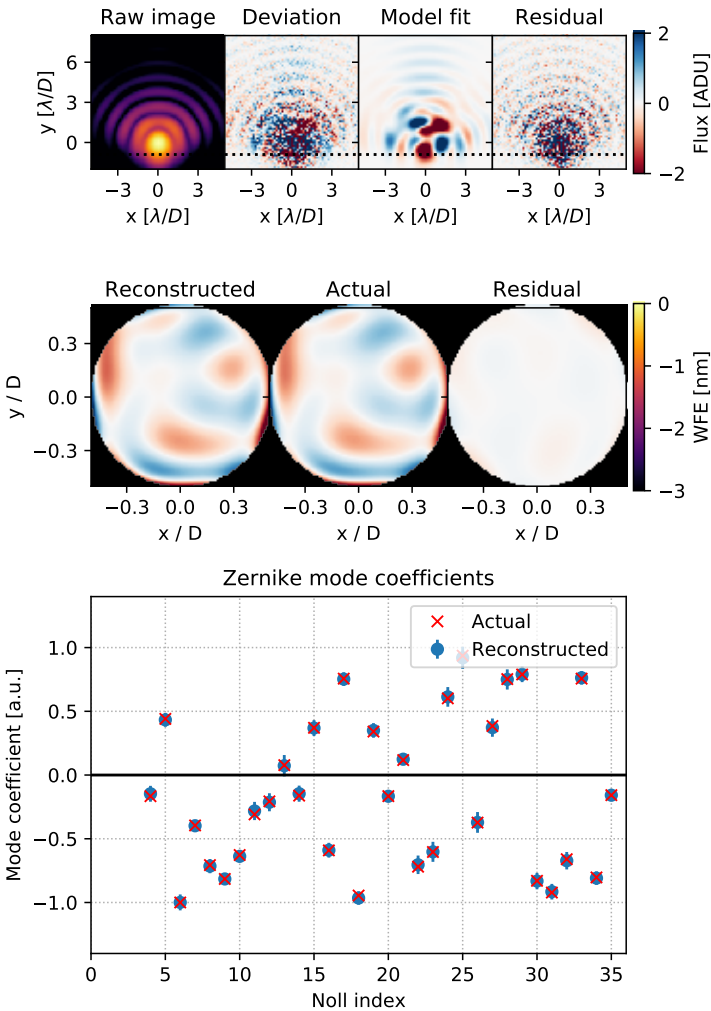 Raw image Deviation Model fit Residual
y [λ/D]
6
3
0
−3 0 3 −3 0 3 −3 0 3 −3 0 3
x [λ/D] x [λ/D] x [λ/D] x [λ/D]
2
0
−2
Flux [ADU]
Reconstructed Actual Residual
y / D
0.3
0.0
−0.3
−0.3 0.0 0.3 −0.3 0.0 0.3 −0.3 0.0 0.3
x / D x / D x / D
0
−1
−2
−3
WFE [nm]
Zernike mode coefficients
Actual
Reconstructed
Mode coefficient [a.u.]
1.0
0.5
0.0
−0.5
−1.0
0 5 10 15 20 25 30 35
Noll index